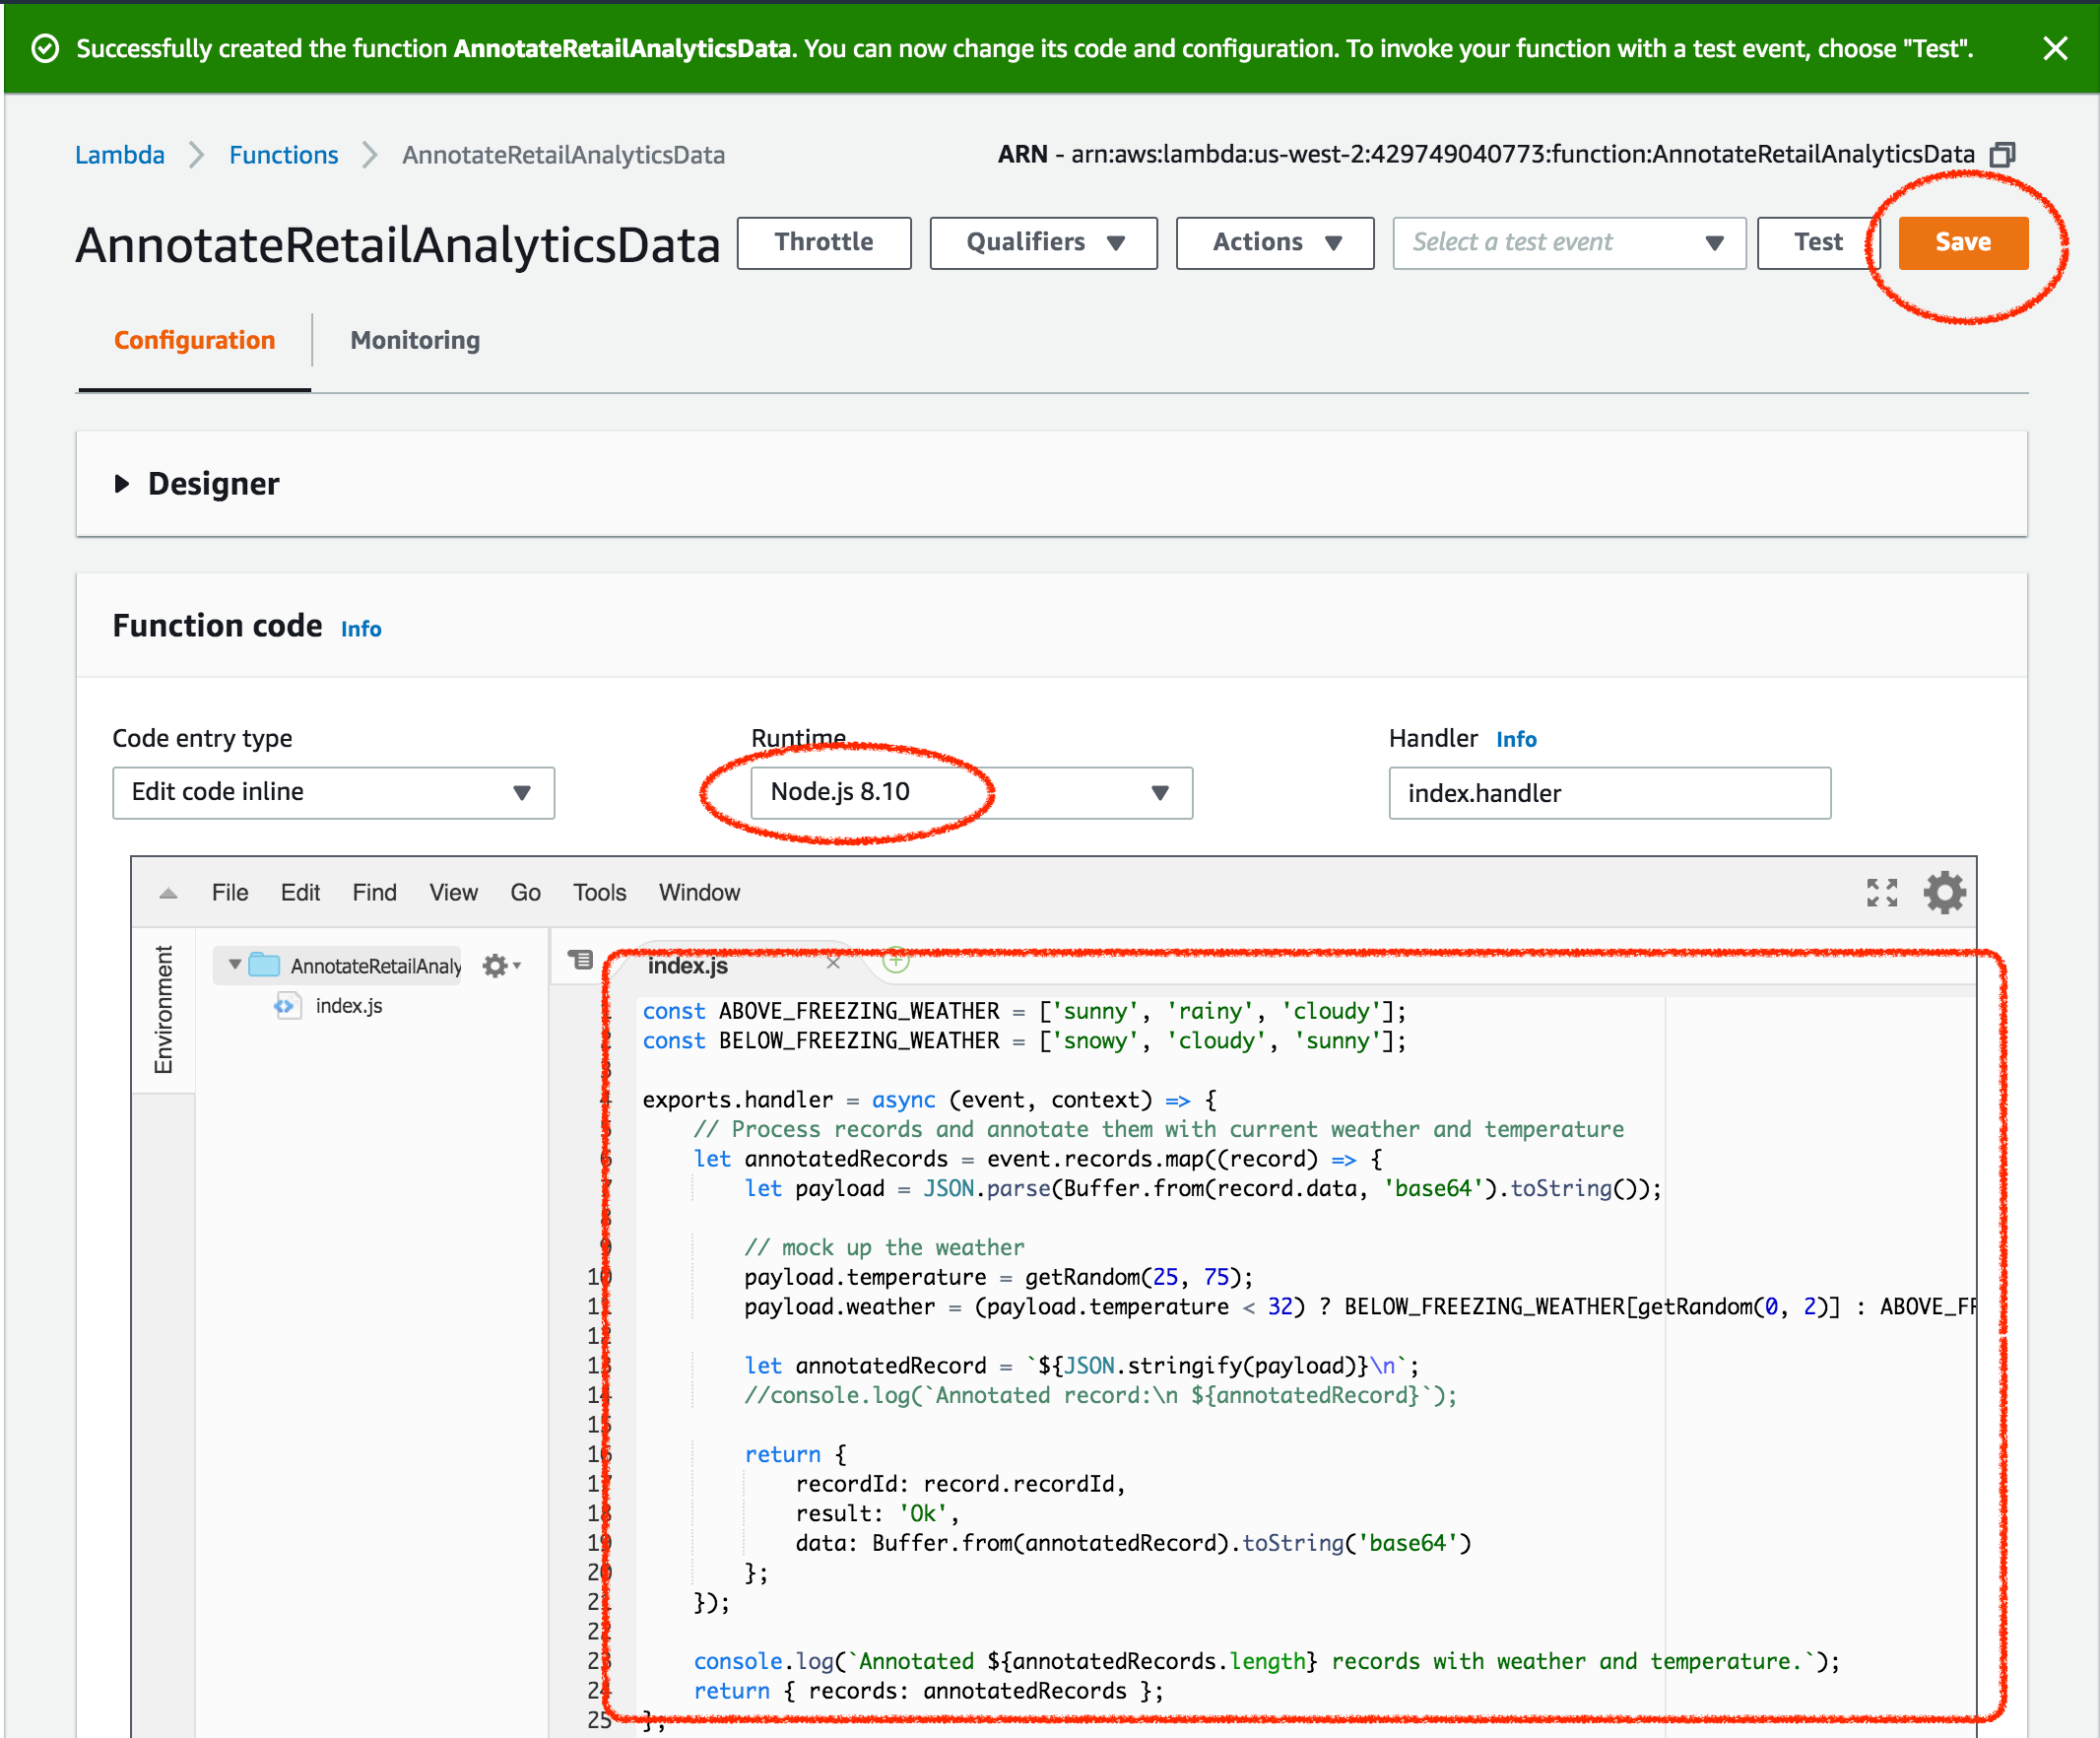 Successfully created the function AnnotateRetailAnalyticsData. You can now change its code and configuration. To invoke your function with a test event, choose "Test".
Lambda Functions AnnotateRetailAnalyticsData ARN - arn:aws:lambda:us-west-2:429749040773:function:AnnotateRetailAnalyticsData
AnnotateRetailAnalyticsData Throttle Qualifiers Actions Select a test event Test Save
Configuration Monitoring
Designer
Function code Info
Code entry type Runtime Handler Info
Edit code inline Node.js 8.10 index.handler
File Edit Find View Go Tools Window
Environment
AnnotateRetailAnaly
index.js
index.js
1 const ABOVE_FREEZING_WEATHER = ['sunny', 'rainy', 'cloudy'];
2 const BELOW_FREEZING_WEATHER = ['snowy', 'cloudy', 'sunny'];
3
4 exports.handler = async (event, context) => {
5 // Process records and annotate them with current weather and temperature
6 let annotatedRecords = event.records.map((record) => {
7 let payload = JSON.parse(Buffer.from(record.data, 'base64').toString());
8
9 // mock up the weather
10 payload.temperature = getRandom(25, 75);
11 payload.weather = (payload.temperature < 32) ? BELOW_FREEZING_WEATHER[getRandom(0, 2)] : ABOVE_FR
12
13 let annotatedRecord = `${JSON.stringify(payload)}\n`;
14 //console.log(`Annotated record:\n ${annotatedRecord}`);
15
16 return {
17 recordId: record.recordId,
18 result: 'Ok',
19 data: Buffer.from(annotatedRecord).toString('base64')
20 };
21 });
22
23 console.log(`Annotated ${annotatedRecords.length} records with weather and temperature.`);
24 return { records: annotatedRecords };
25 };